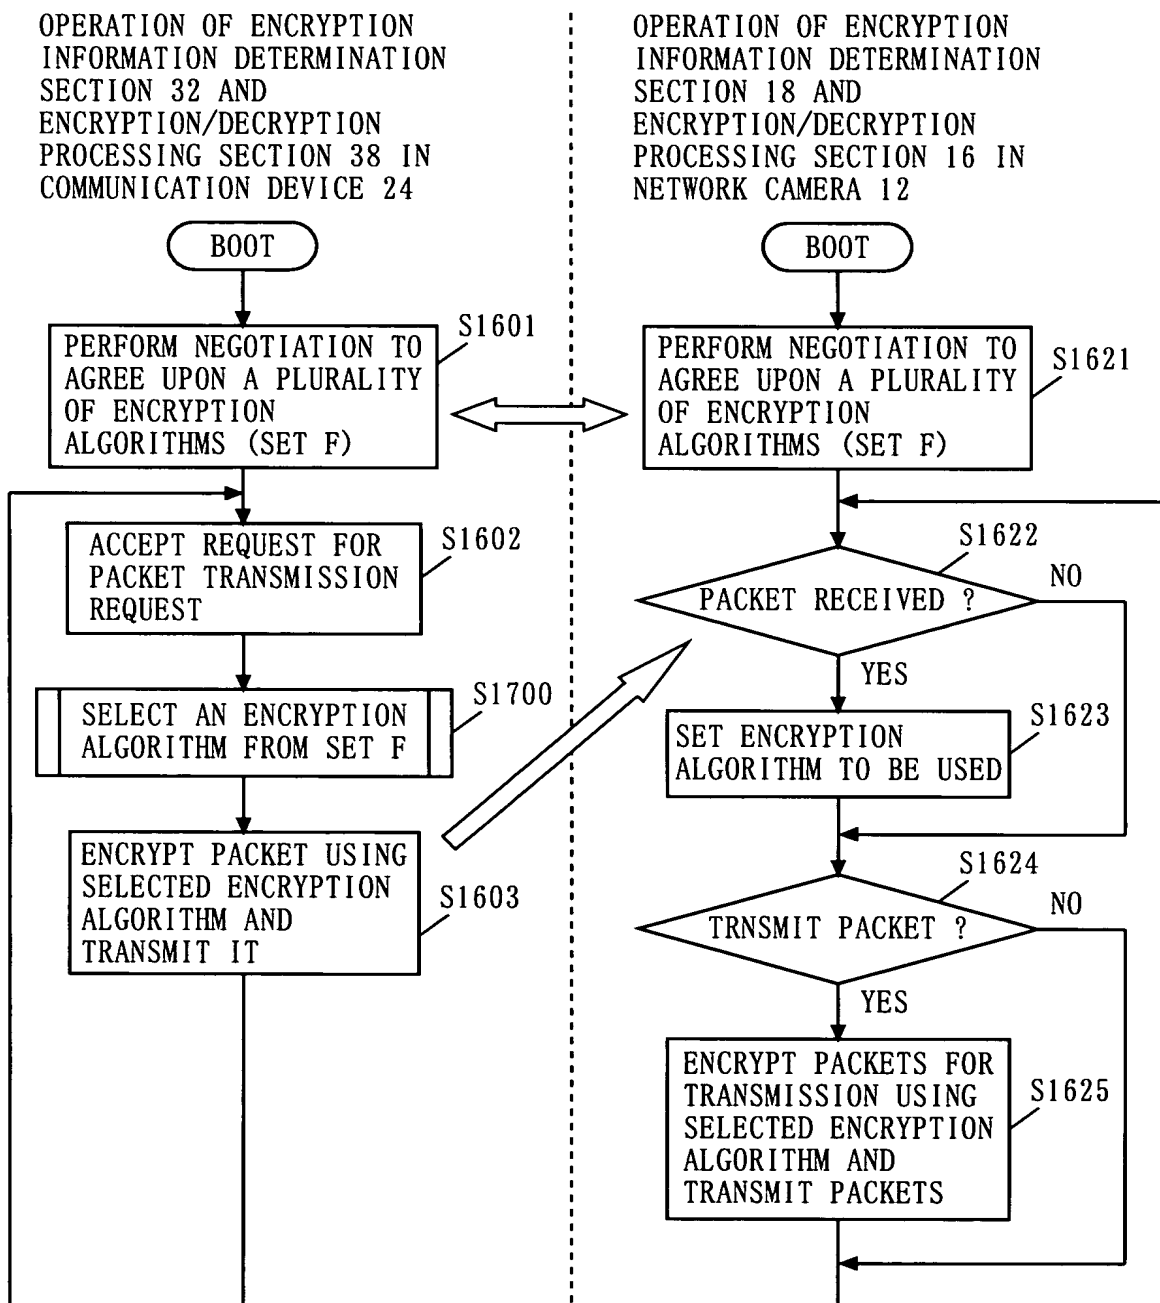 OPERATION OF ENCRYPTION
INFORMATION DETERMINATION
SECTION 32 AND
ENCRYPTION/DECRYPTION
PROCESSING SECTION 38 IN
COMMUNICATION DEVICE 24
BOOT
S1601
PERFORM NEGOTIATION TO
AGREE UPON A PLURALITY
OF ENCRYPTION
ALGORITHMS (SET F)
S1602
ACCEPT REQUEST FOR
PACKET TRANSMISSION
REQUEST
S1700
SELECT AN ENCRYPTION
ALGORITHM FROM SET F
ENCRYPT PACKET USING
SELECTED ENCRYPTION
ALGORITHM AND
TRANSMIT IT
S1603
OPERATION OF ENCRYPTION
INFORMATION DETERMINATION
SECTION 18 AND
ENCRYPTION/DECRYPTION
PROCESSING SECTION 16 IN
NETWORK CAMERA 12
BOOT
PERFORM NEGOTIATION TO
AGREE UPON A PLURALITY
OF ENCRYPTION
ALGORITHMS (SET F)
S1621
S1622
NO
PACKET RECEIVED ?
YES
S1623
SET ENCRYPTION
ALGORITHM TO BE USED
S1624
NO
TRNSMIT PACKET ?
YES
ENCRYPT PACKETS FOR
TRANSMISSION USING
SELECTED ENCRYPTION
ALGORITHM AND
TRANSMIT PACKETS
S1625